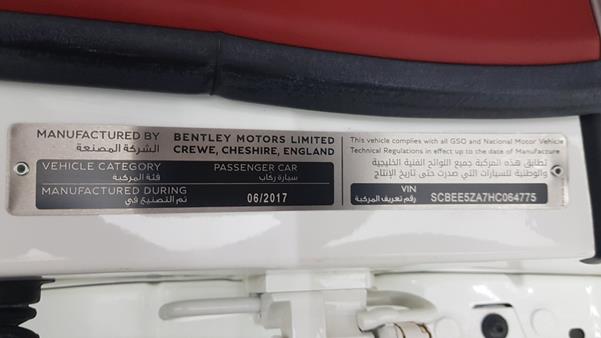 MANUFACTURED BY BENTLEY MOTORS LIMITED
الشركة المصنعة CREWE, CHESHIRE, ENGLAND
VEHICLE CATEGORY PASSENGER CAR
فئة المركبة سيارة ركاب
MANUFACTURED DURING 06/2017
تم التصنيع في
This vehicle complies with all GSO and National Motor Vehicle
Technical Regulations in effect up to the date of Manufacture
تطابق هذه المركبة جميع اللوائح الفنية الخليجية
والوطنية للسيارات التي صدرت حتى تاريخ الإنتاج
VIN
رقم تعريف المركبة SCBEE5ZA7HC064775